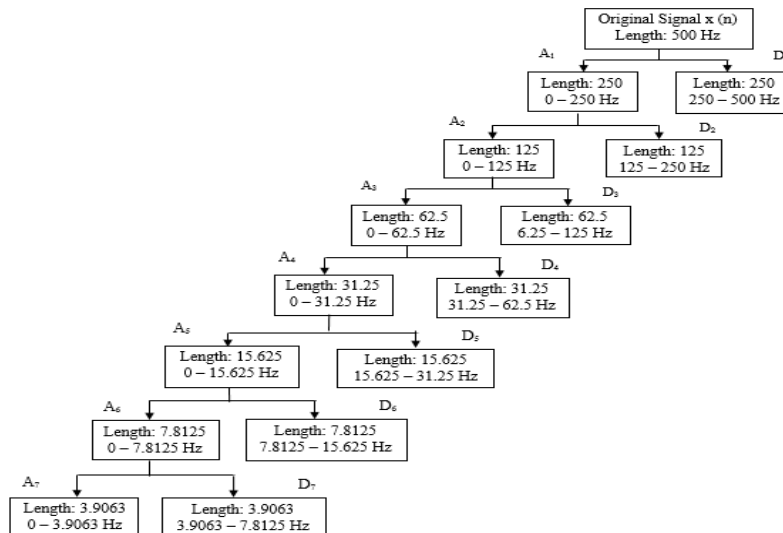 Original Signal x (n)
Length: 500 Hz
A₁
D
Length: 250
0 – 250 Hz
Length: 250
250 – 500 Hz
A₂
D₂
Length: 125
0 – 125 Hz
Length: 125
125 – 250 Hz
A₃
D₃
Length: 62.5
0 – 62.5 Hz
Length: 62.5
6.25 – 125 Hz
A₄
D₄
Length: 31.25
0 – 31.25 Hz
Length: 31.25
31.25 – 62.5 Hz
A₅
D₅
Length: 15.625
0 – 15.625 Hz
Length: 15.625
15.625 – 31.25 Hz
A₆
D₆
Length: 7.8125
0 – 7.8125 Hz
Length: 7.8125
7.8125 – 15.625 Hz
A₇
D₇
Length: 3.9063
0 – 3.9063 Hz
Length: 3.9063
3.9063 – 7.8125 Hz